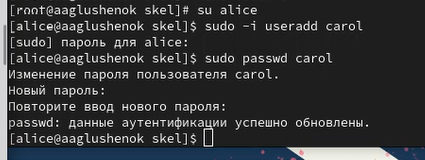 [root@aaglushenok skel]# su alice
[alice@aaglushenok skel]$ sudo -i useradd carol
[sudo] пароль для alice:
[alice@aaglushenok skel]$ sudo passwd carol
Изменение пароля пользователя carol.
Новый пароль:
Повторите ввод нового пароля:
passwd: данные аутентификации успешно обновлены.
[alice@aaglushenok skel]$